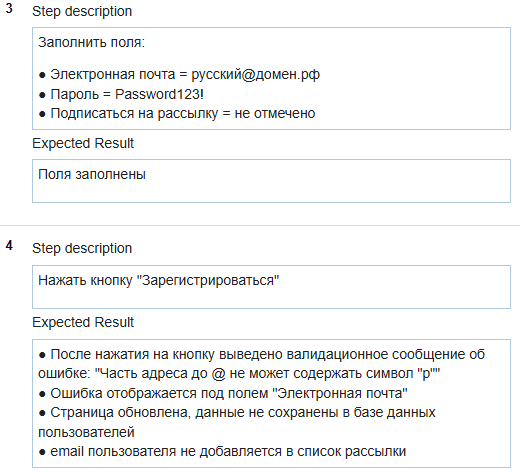 3
Step description
Заполнить поля:
● Электронная почта = русский@домен.рф
● Пароль = Password123!
● Подписаться на рассылку = не отмечено
Expected Result
Поля заполнены
4
Step description
Нажать кнопку "Зарегистрироваться"
Expected Result
● После нажатия на кнопку выведено валидационное сообщение об
ошибке: "Часть адреса до @ не может содержать символ "р""
● Ошибка отображается под полем "Электронная почта"
● Страница обновлена, данные не сохранены в базе данных
пользователей
● email пользователя не добавляется в список рассылки